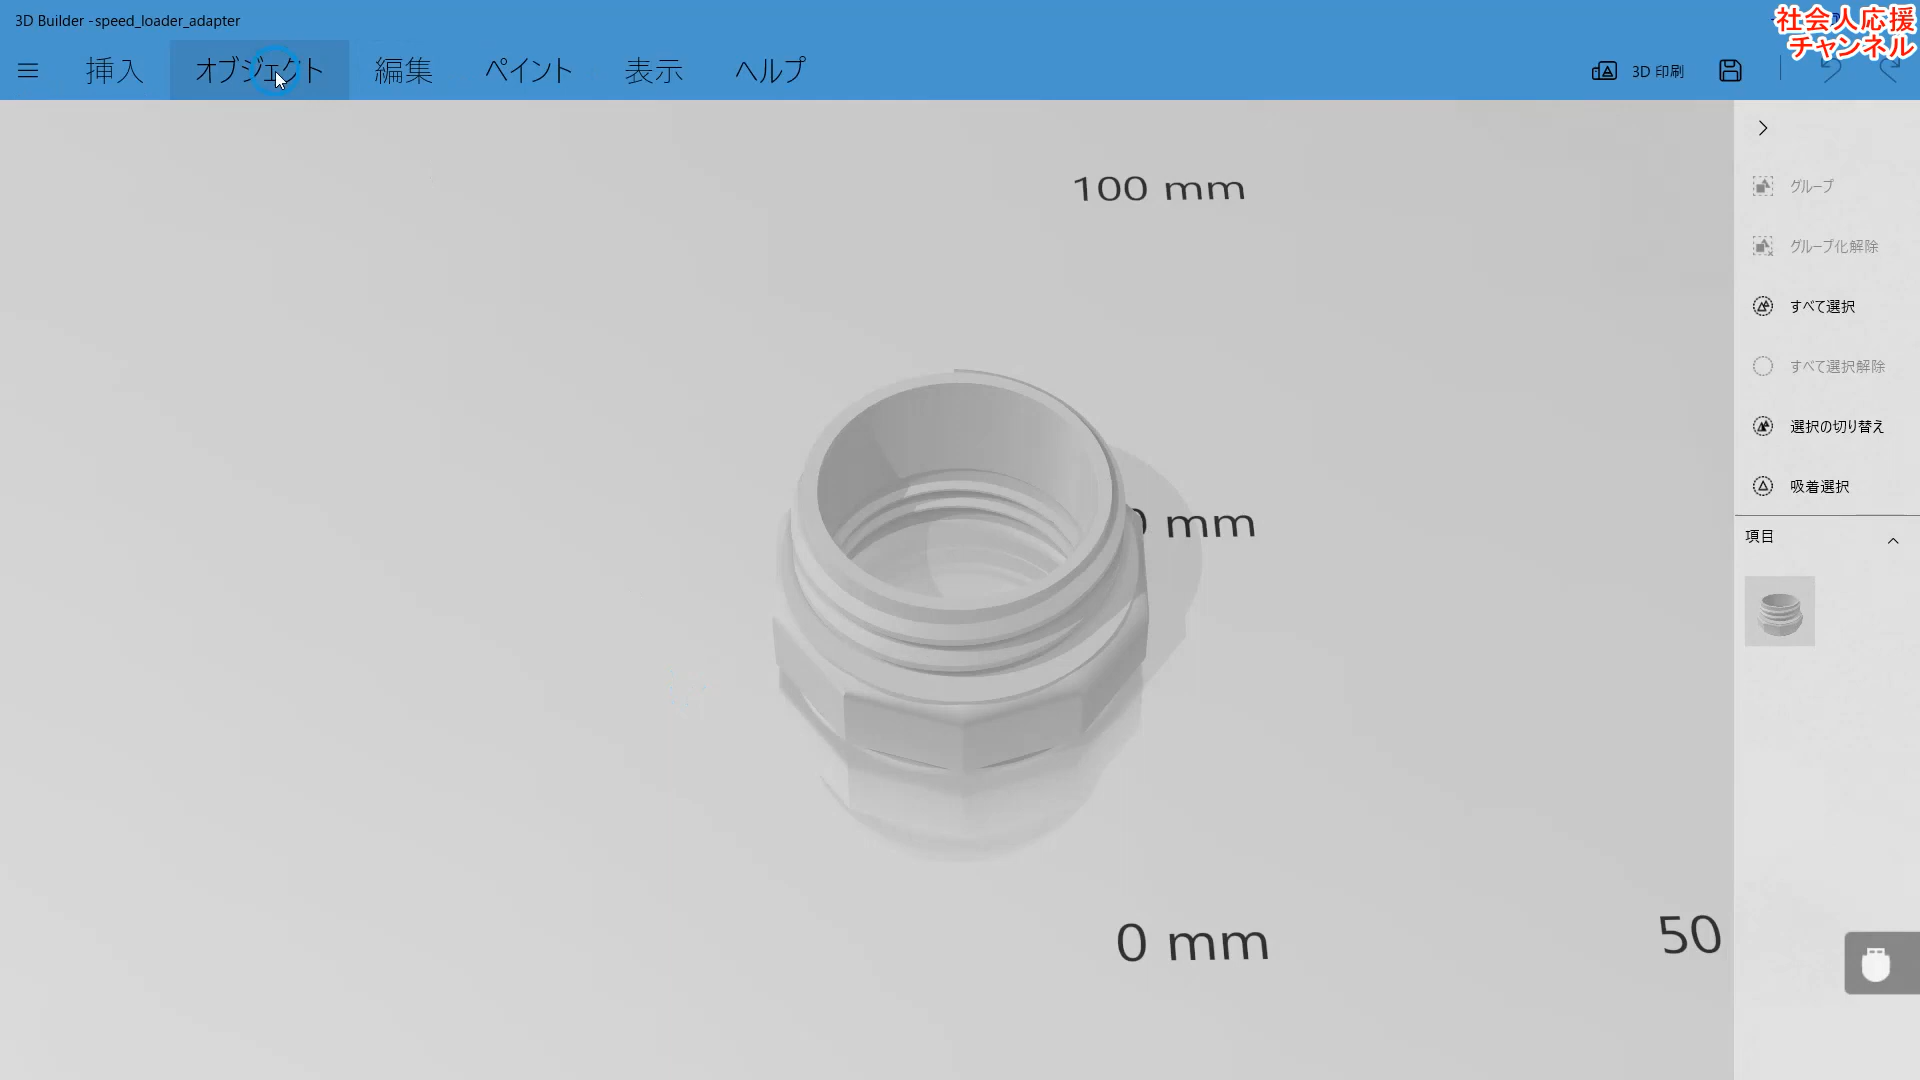 3D Builder -speed_loader_adapter
社会人応援
チャンネル
挿入 オブジェクト 編集 ペイント 表示 ヘルプ
3D 印刷
100 mm
グループ
グループ化解除
すべて選択
すべて選択解除
選択の切り替え
吸着選択
項目
0 mm
0 mm
50